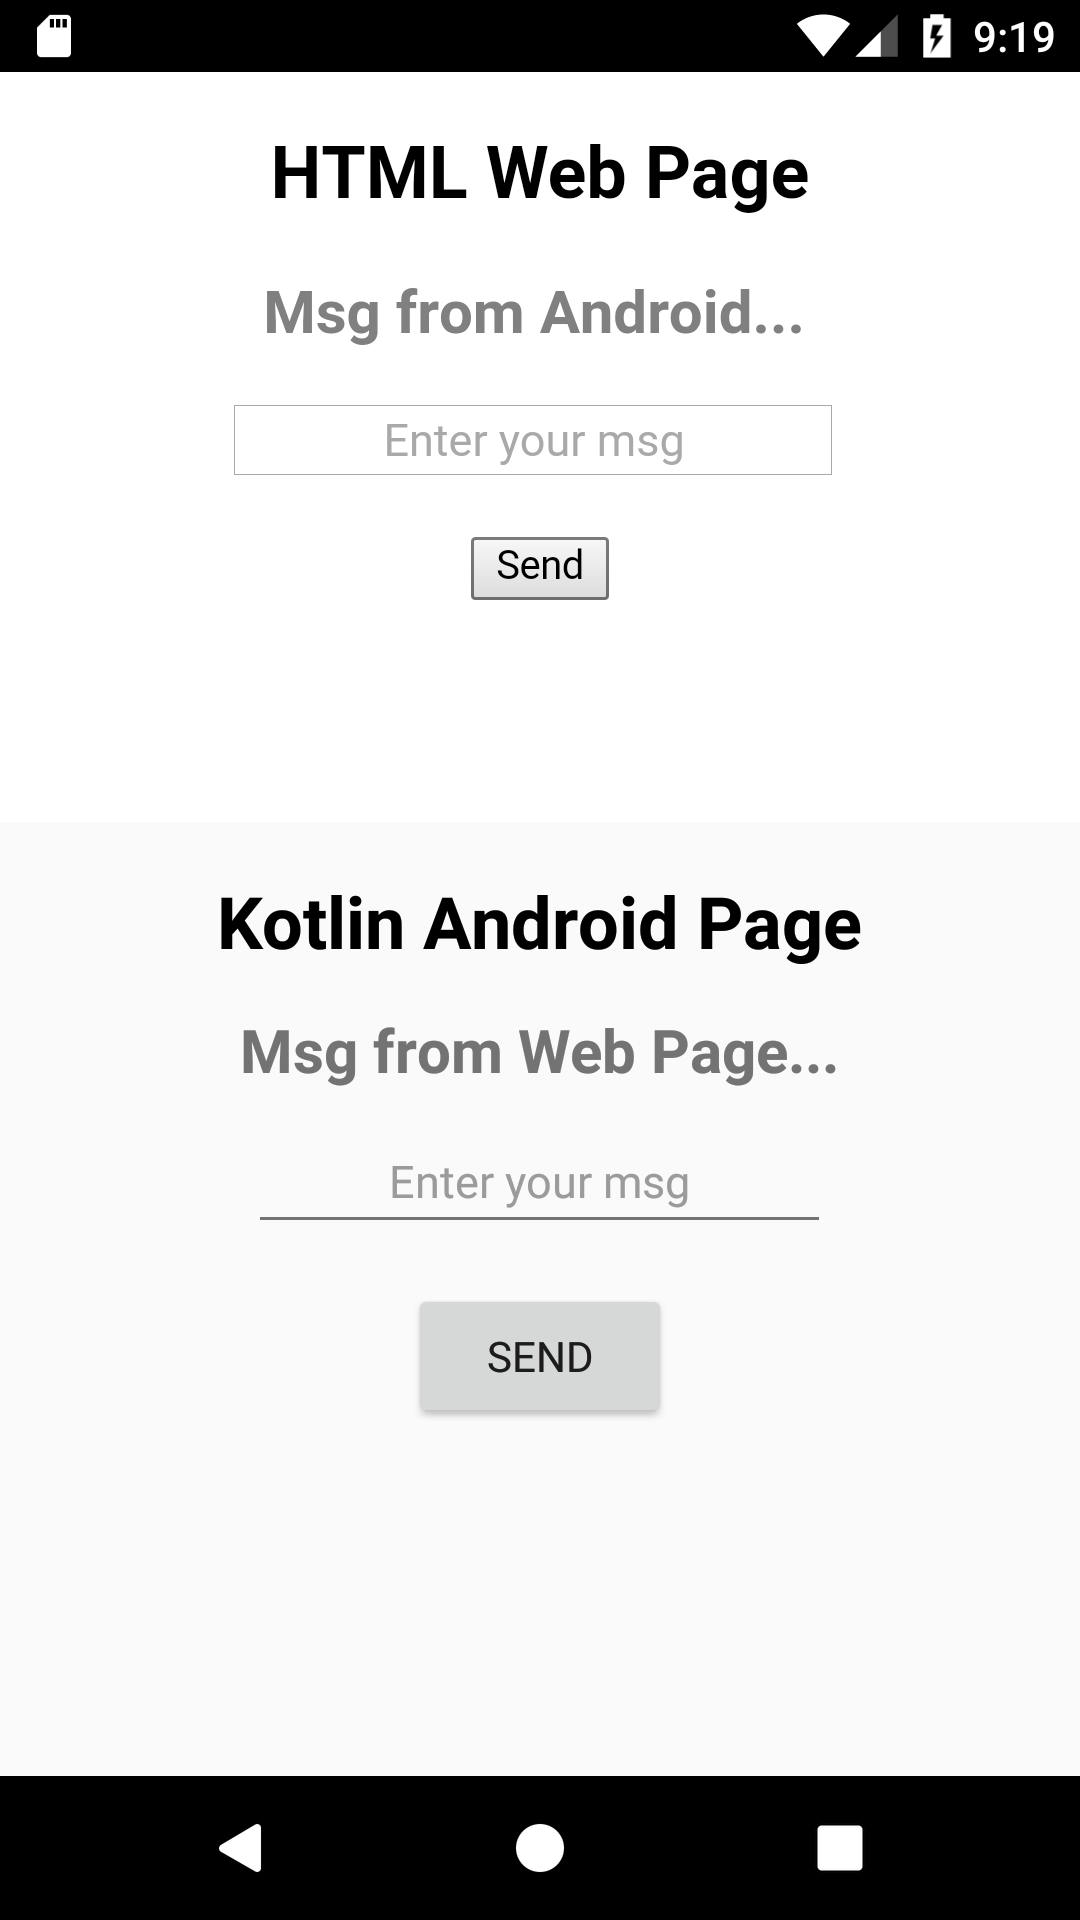 9:19
HTML Web Page
Msg from Android...
Enter your msg
Send
Kotlin Android Page
Msg from Web Page...
Enter your msg
SEND